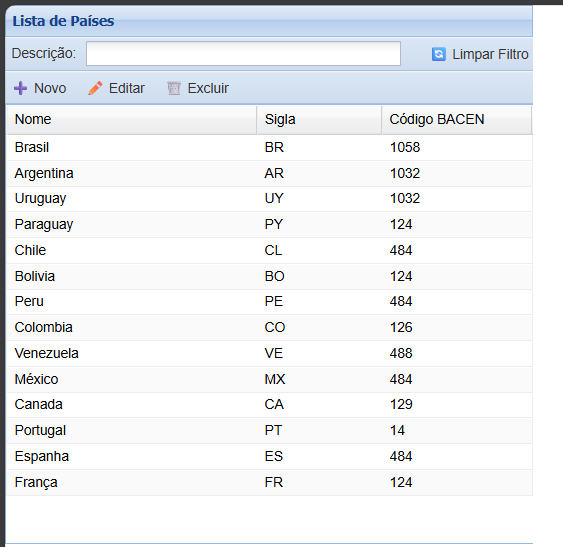 Lista de Países
Descrição: Limpar Filtro
Novo Editar Excluir
Nome Sigla Código BACEN
Brasil BR 1058
Argentina AR 1032
Uruguay UY 1032
Paraguay PY 124
Chile CL 484
Bolivia BO 124
Peru PE 484
Colombia CO 126
Venezuela VE 488
México MX 484
Canada CA 129
Portugal PT 14
Espanha ES 484
França FR 124